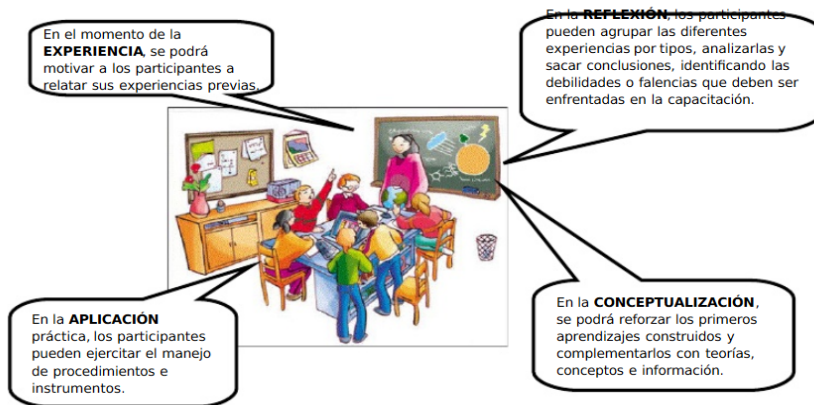 En el momento de la
EXPERIENCIA, se podrá
motivar a los participantes a
relatar sus experiencias previas.
En la REFLEXIÓN, los participantes
pueden agrupar las diferentes
experiencias por tipos, analizarlas y
sacar conclusiones, identificando las
debilidades o falencias que deben ser
enfrentadas en la capacitación.
En la APLICACIÓN
práctica, los participantes
pueden ejercitar el manejo
de procedimientos e
instrumentos.
En la CONCEPTUALIZACIÓN,
se podrá reforzar los primeros
aprendizajes construidos y
complementarlos con teorías,
conceptos e información.